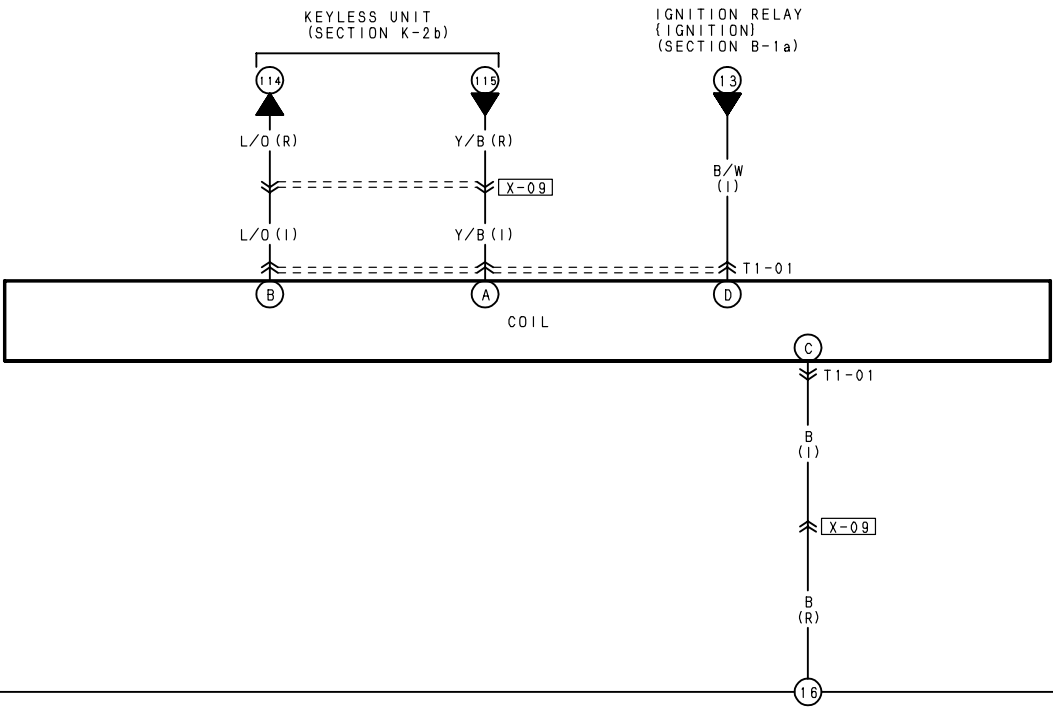 KEYLESS UNIT
(SECTION K-2b)
IGNITION RELAY
{IGNITION}
(SECTION B-1a)
114
115
13
L/O (R)
Y/B (R)
B/W
(I)
X-09
L/O (I)
Y/B (I)
T1-01
B
A
D
COIL
C
T1-01
B
(I)
X-09
B
(R)
16